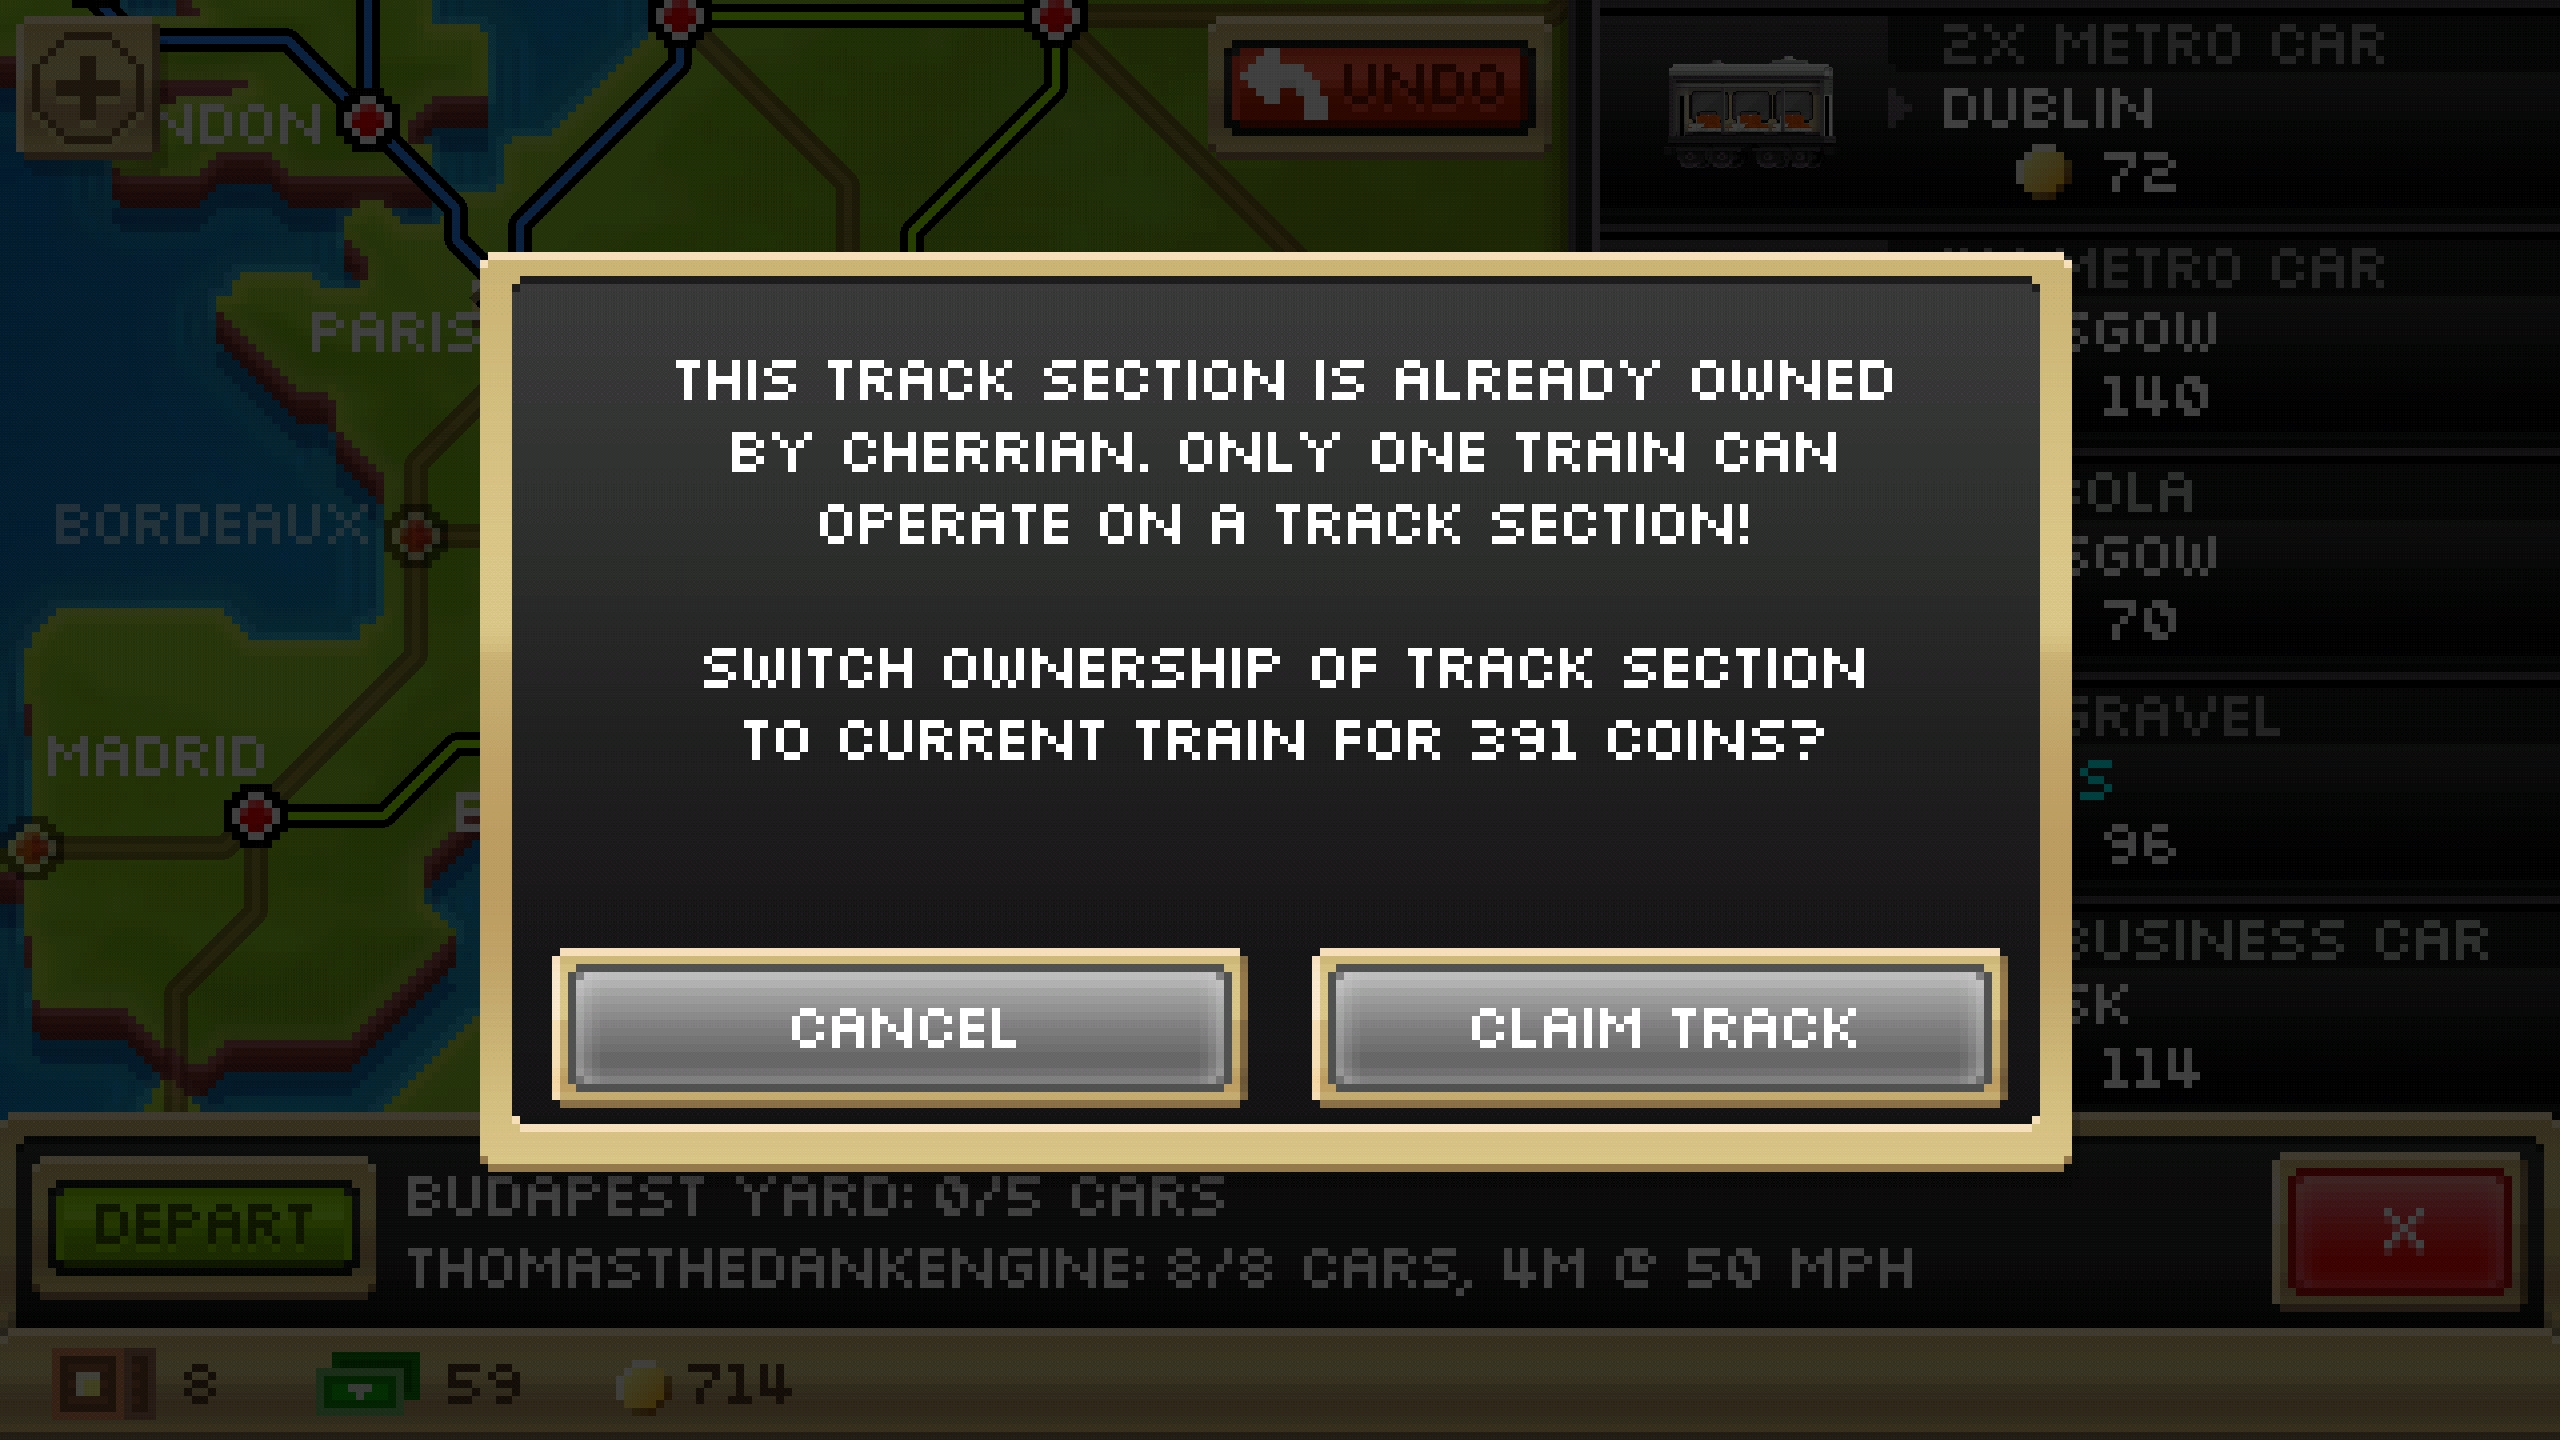 NDON
UNDO
2X METRO CAR
DUBLIN
72
METRO CAR
SGOW
140
PARIS
THIS TRACK SECTION IS ALREADY OWNED
BY CHERRIAN. ONLY ONE TRAIN CAN
OPERATE ON A TRACK SECTION!
SWITCH OWNERSHIP OF TRACK SECTION
TO CURRENT TRAIN FOR 391 COINS?
CANCEL
CLAIM TRACK
BORDEAUX
MADRID
OLA
SGOW
70
GRAVEL
S
96
BUSINESS CAR
SK
114
DEPART
BUDAPEST YARD: 0/5 CARS
THOMASTHEDANKENGINE: 8/8 CARS, 4M @ 50 MPH
X
8
59
714